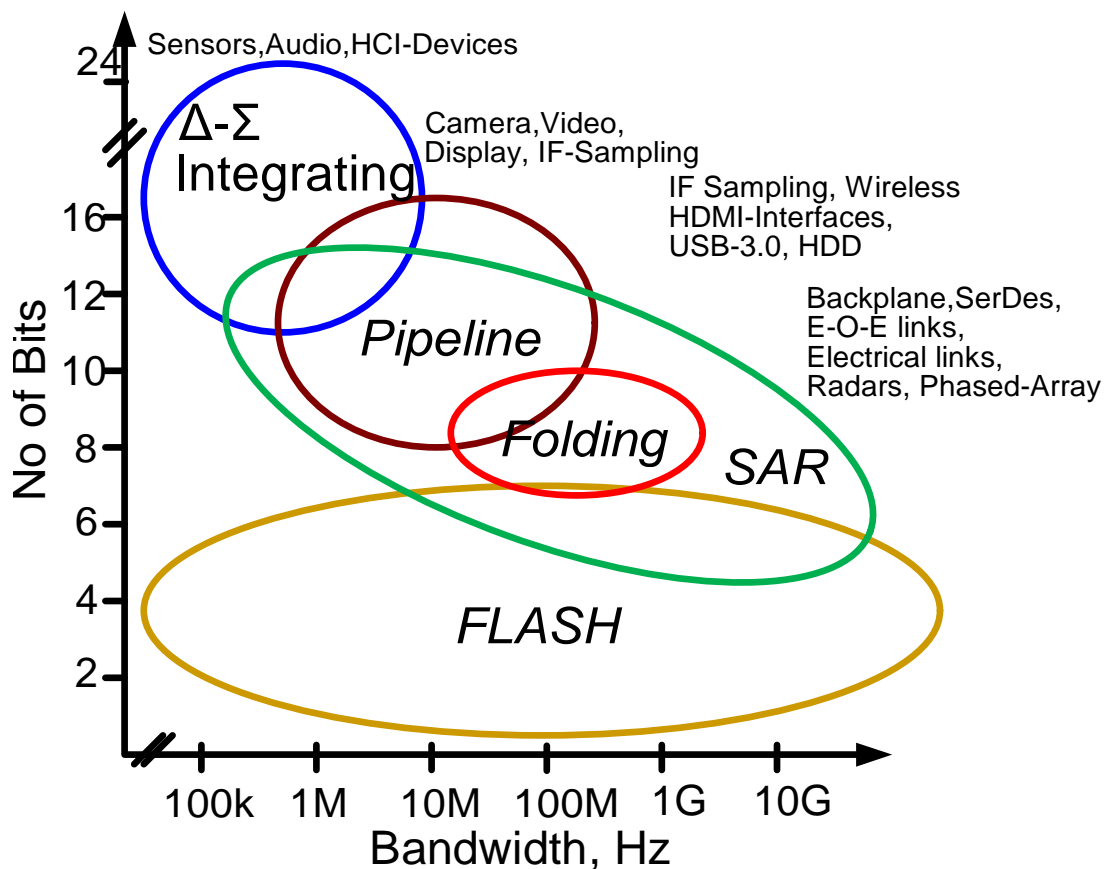 24
Sensors,Audio,HCI-Devices
Δ-Σ
Integrating
Camera,Video,
Display, IF-Sampling
IF Sampling, Wireless
HDMI-Interfaces,
USB-3.0, HDD
Backplane,SerDes,
E-O-E links,
Electrical links,
Radars, Phased-Array
16
12
10
8
6
4
2
No of Bits
Pipeline
Folding
SAR
FLASH
100k
1M
10M
100M
1G
10G
Bandwidth, Hz